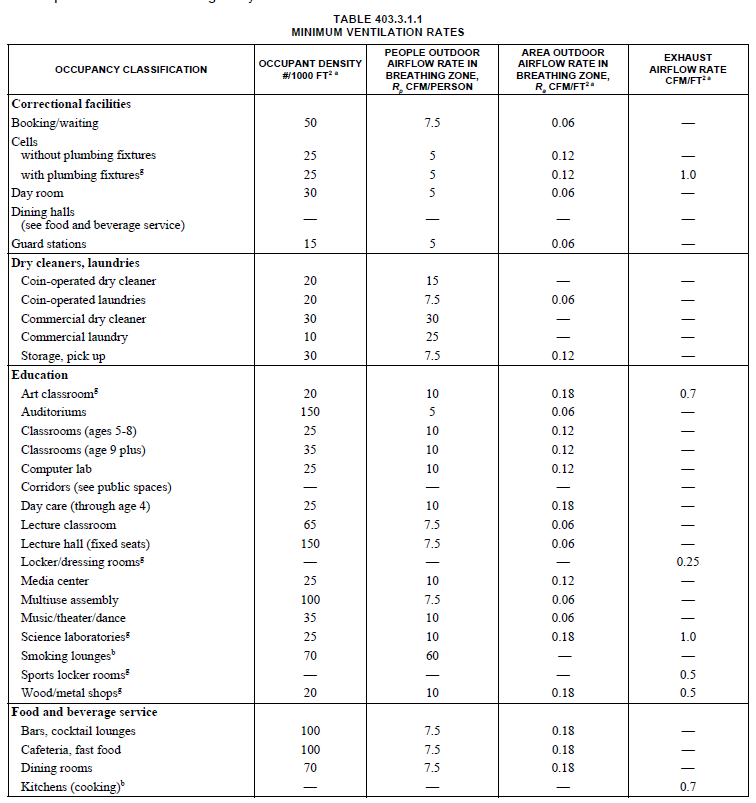 TABLE 403.3.1.1
MINIMUM VENTILATION RATES
OCCUPANCY CLASSIFICATION | OCCUPANT DENSITY #/1000 FT² ᵃ | PEOPLE OUTDOOR AIRFLOW RATE IN BREATHING ZONE, Rₚ CFM/PERSON | AREA OUTDOOR AIRFLOW RATE IN BREATHING ZONE, Rₐ CFM/FT² ᵃ | EXHAUST AIRFLOW RATE CFM/FT² ᵃ
Correctional facilities
Booking/waiting 50 7.5 0.06 —
Cells
without plumbing fixtures 25 5 0.12 —
with plumbing fixturesᵍ 25 5 0.12 1.0
Day room 30 5 0.06 —
Dining halls
(see food and beverage service) — — — —
Guard stations 15 5 0.06 —
Dry cleaners, laundries
Coin-operated dry cleaner 20 15 — —
Coin-operated laundries 20 7.5 0.06 —
Commercial dry cleaner 30 30 — —
Commercial laundry 10 25 — —
Storage, pick up 30 7.5 0.12 —
Education
Art classroomᵍ 20 10 0.18 0.7
Auditoriums 150 5 0.06 —
Classrooms (ages 5-8) 25 10 0.12 —
Classrooms (age 9 plus) 35 10 0.12 —
Computer lab 25 10 0.12 —
Corridors (see public spaces) — — — —
Day care (through age 4) 25 10 0.18 —
Lecture classroom 65 7.5 0.06 —
Lecture hall (fixed seats) 150 7.5 0.06 —
Locker/dressing roomsᵍ — — — 0.25
Media center 25 10 0.12 —
Multiuse assembly 100 7.5 0.06 —
Music/theater/dance 35 10 0.06 —
Science laboratoriesᵍ 25 10 0.18 1.0
Smoking loungesᵇ 70 60 — —
Sports locker roomsᵍ — — — 0.5
Wood/metal shopsᵍ 20 10 0.18 0.5
Food and beverage service
Bars, cocktail lounges 100 7.5 0.18 —
Cafeteria, fast food 100 7.5 0.18 —
Dining rooms 70 7.5 0.18 —
Kitchens (cooking)ᵇ — — — 0.7